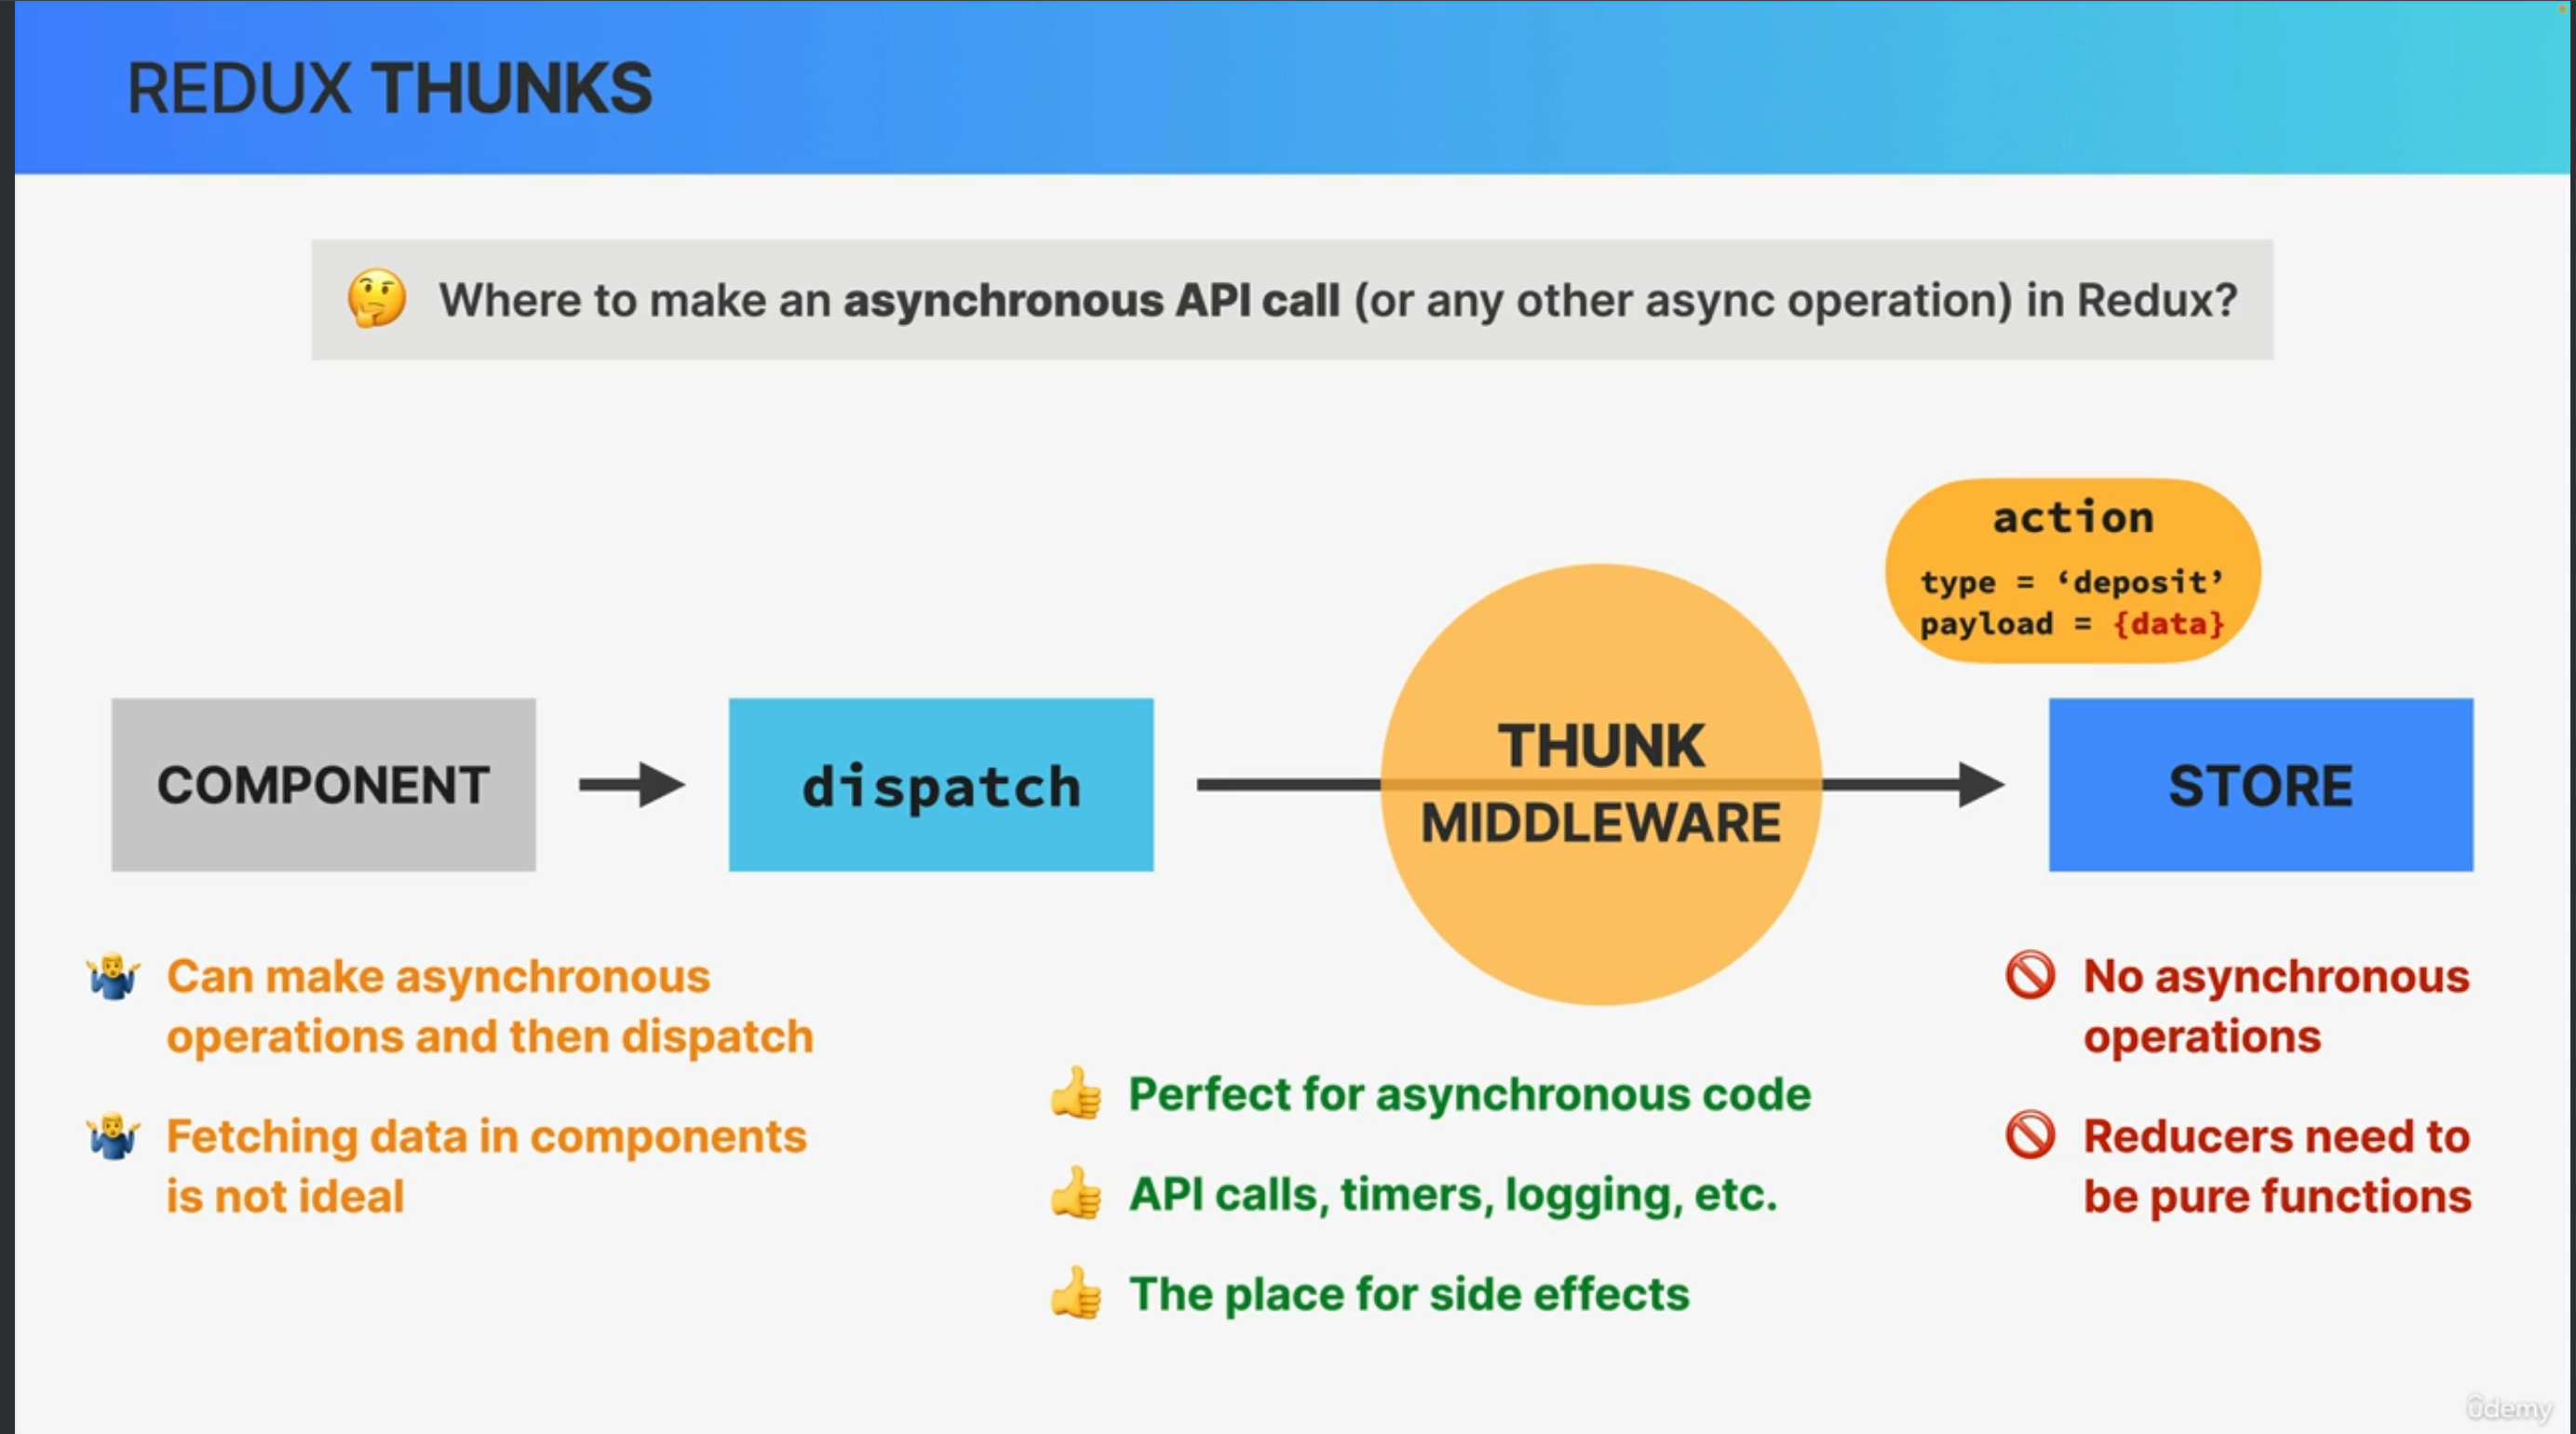 REDUX THUNKS
🤔 Where to make an asynchronous API call (or any other async operation) in Redux?
action
type = ‘deposit’
payload = {data}
COMPONENT
dispatch
THUNK
MIDDLEWARE
STORE
🤷‍♂️ Can make asynchronous
operations and then dispatch
🤷‍♂️ Fetching data in components
is not ideal
👍 Perfect for asynchronous code
👍 API calls, timers, logging, etc.
👍 The place for side effects
🚫 No asynchronous
operations
🚫 Reducers need to
be pure functions
ûdemy